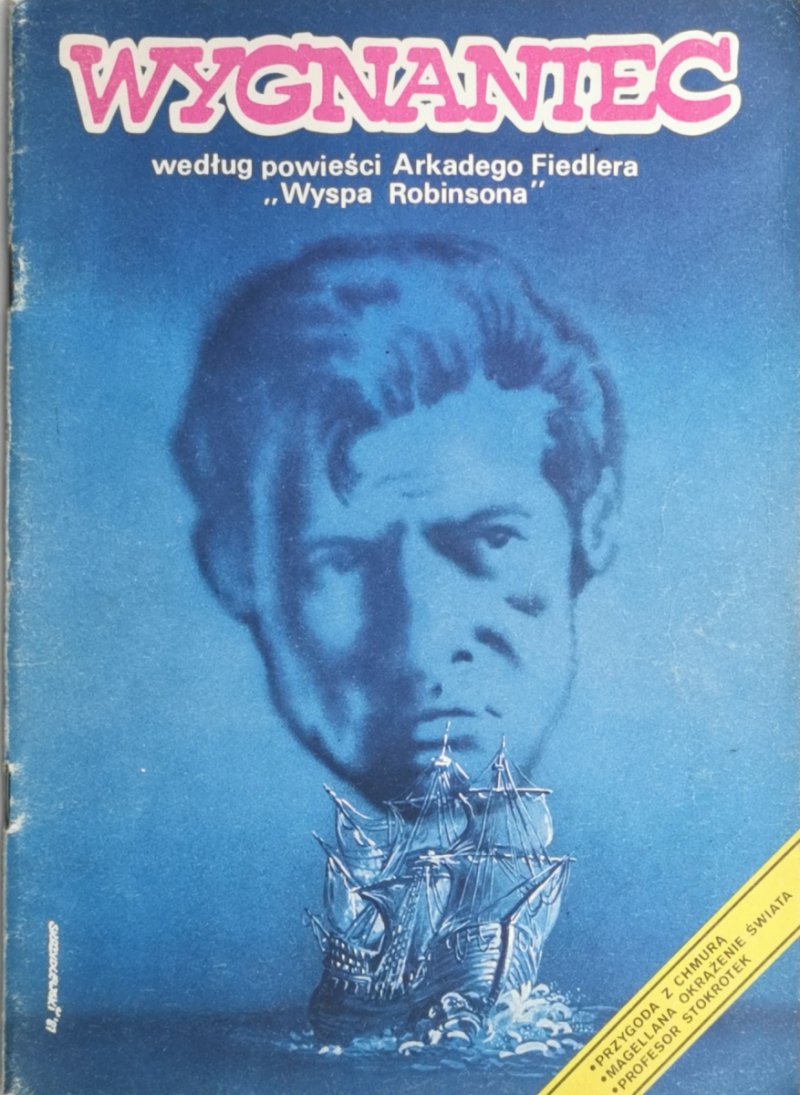 WYGNANIEC
według powieści Arkadego Fiedlera
„Wyspa Robinsona"
•PRZYGODA Z CHMURĄ
•MAGELLANA OKRĄŻENIE ŚWIATA
•PROFESOR STOKROTEK